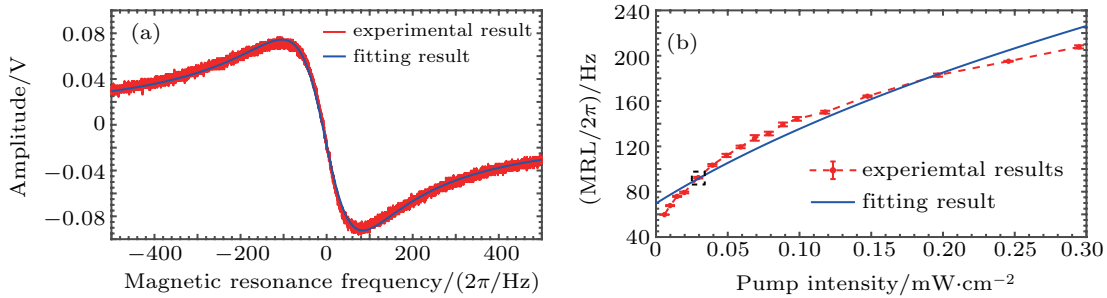 (a)
experimental result
fitting result
0.08
0.04
0
−0.04
−0.08
Amplitude/V
−400
−200
0
200
400
Magnetic resonance frequency/(2π/Hz)
(b)
240
200
160
120
80
40
(MRL/2π)/Hz
experiemtal results
fitting result
0
0.05
0.10
0.15
0.20
0.25
0.30
Pump intensity/mW·cm−2